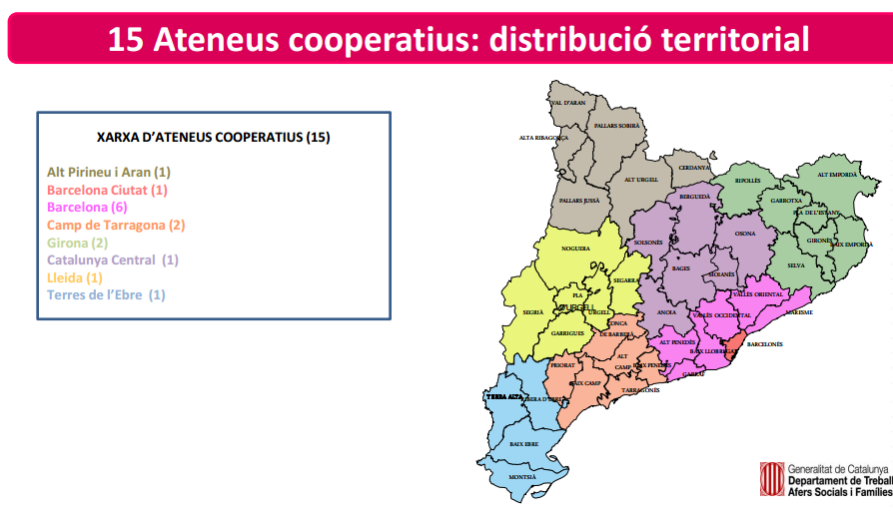 15 Ateneus cooperatius: distribució territorial
XARXA D'ATENEUS COOPERATIUS (15)
Alt Pirineu i Aran (1)
Barcelona Ciutat (1)
Barcelona (6)
Camp de Tarragona (2)
Girona (2)
Catalunya Central (1)
Lleida (1)
Terres de l'Ebre (1)
VAL D'ARAN
PALLARS SOBIRÀ
ALTA RIBAGORÇA
CERDANYA
ALT URGELL
PALLARS JUSSÀ
RIPOLLÈS
ALT EMPORDÀ
GARROTXA
PLA DE L'ESTANY
BERGUEDÀ
GIRONÈS
BAIX EMPORDÀ
SOLSONÈS
OSONA
NOGUERA
SELVA
BAGES
MOIANÈS
SEGARRA
VALLÈS ORIENTAL
PLA
URGELL
SEGRIÀ
URGELL
ANOIA
VALLÈS OCCIDENTAL
MARESME
CONCA
DE BARBERÀ
GARRIGUES
ALT PENEDÈS
BAIX LLOBREGAT
BARCELONÈS
ALT
CAMP
PRIORAT
BAIX PENEDÈS
GARRAF
BAIX CAMP
TARRAGONÈS
TERRA ALTA
RIBERA D'EBRE
BAIX EBRE
MONTSIÀ
Generalitat de Catalunya
Departament de Treball
Afers Socials i Famílies